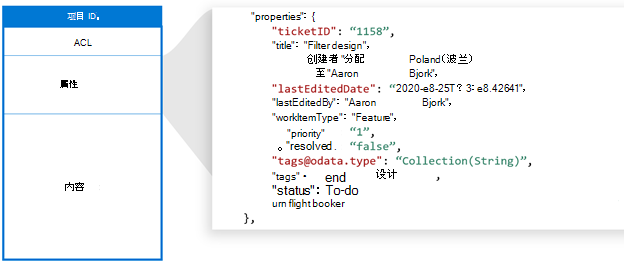 项目 ID。
ACL
属性
内容
"properties": {
"ticketID": “1158”,
"title": "Filter design",
创建者 "分配 Poland(波兰)
至 "Aaron Bjork",
"lastEditedDate": “2020-e8-25T? 3: e8.42641”,
"lastEditedBy": "Aaron Bjork",
"workItemType": "Feature",
"priority" “1”,
。"resolved. “false”,
"tags@odata.type": “Collection(String)”,
"tags" · end 设计 ,
"status": To-do
urn flight booker
},